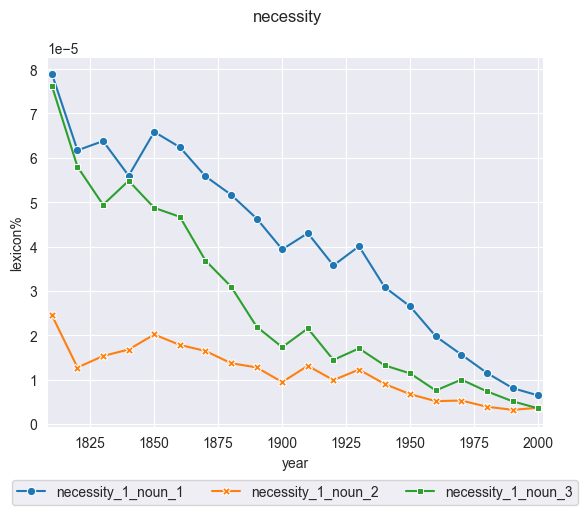 necessity
1e−5
8
7
6
5
4
3
2
1
0
lexicon%
1825 1850 1875 1900 1925 1950 1975 2000
year
necessity_1_noun_1 necessity_1_noun_2 necessity_1_noun_3